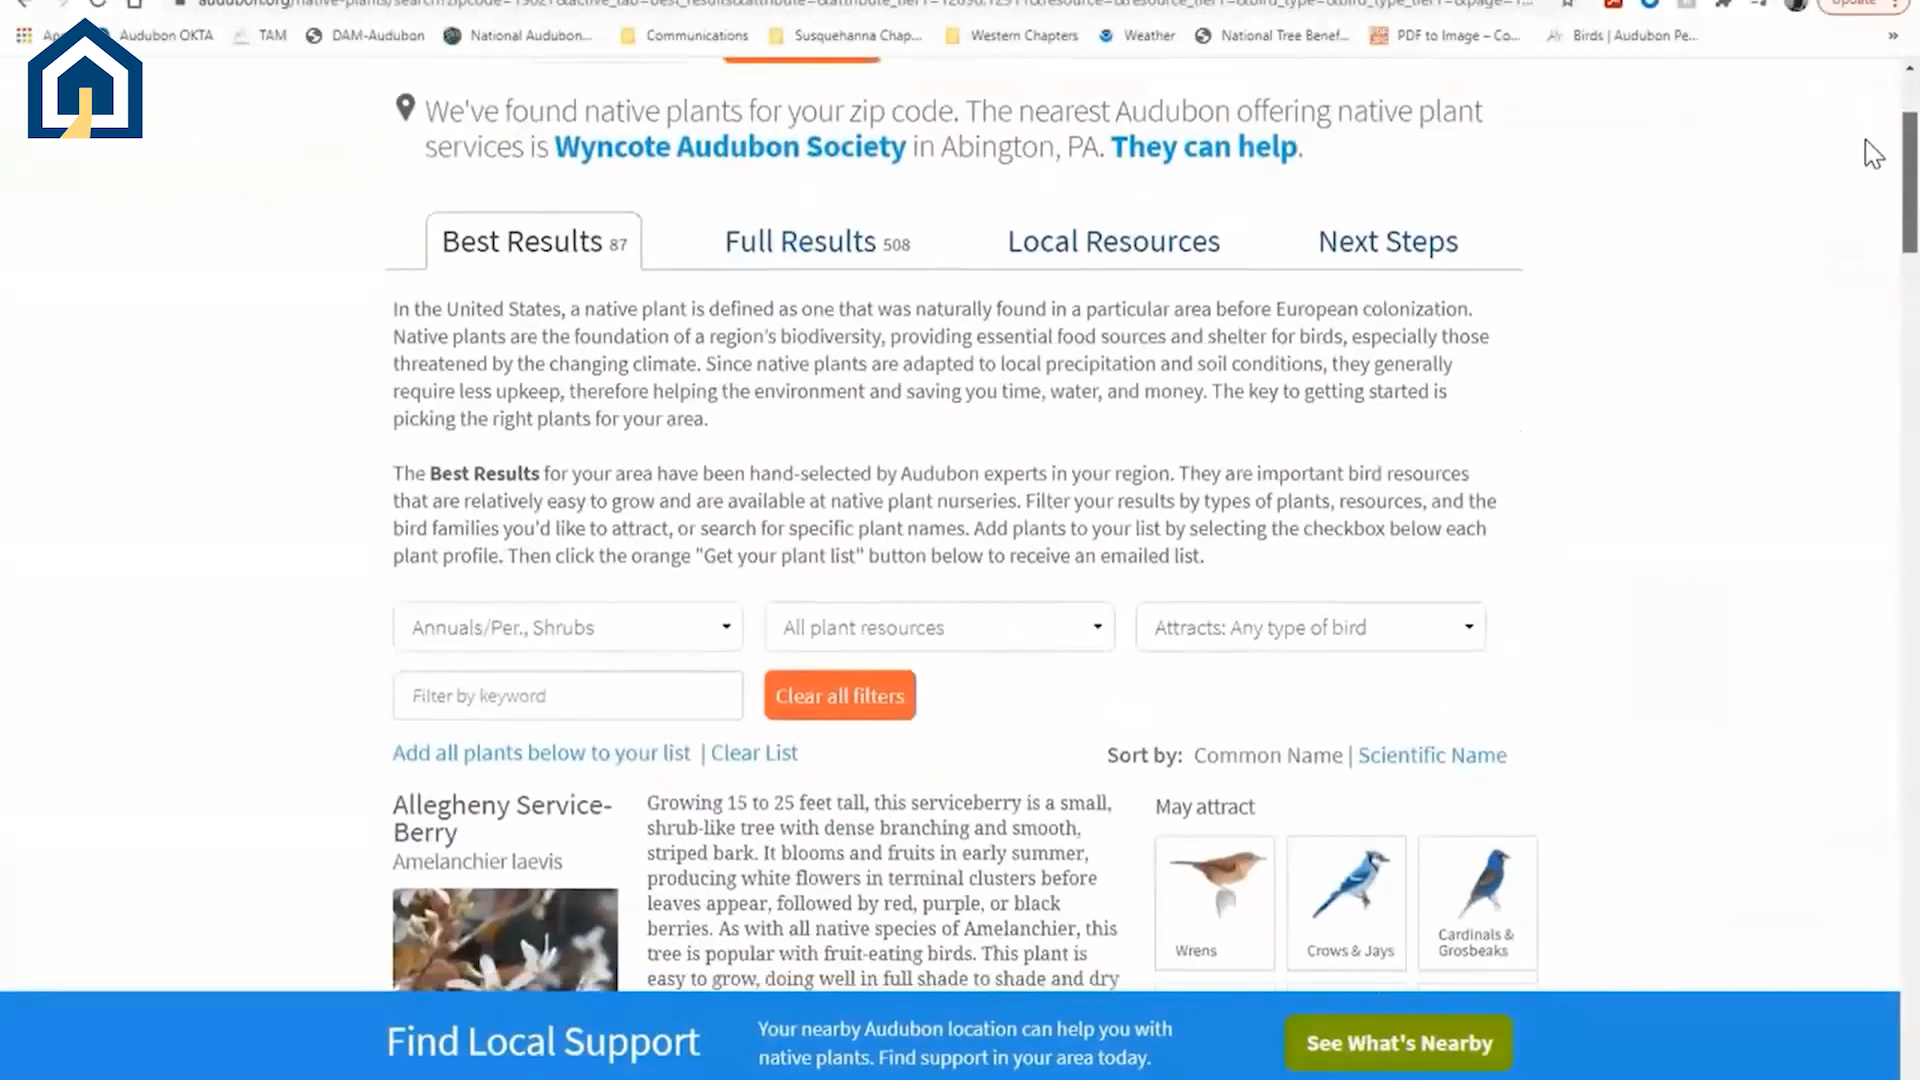 Audubon OKTA TAM DAM-Audubon National Audubon... Communications Susquehanna Chap... Western Chapters Weather National Tree Benef... PDF to Image – Co... Birds | Audubon Pe... »
We've found native plants for your zip code. The nearest Audubon offering native plant
services is Wyncote Audubon Society in Abington, PA. They can help.
Best Results 87 Full Results 508 Local Resources Next Steps
In the United States, a native plant is defined as one that was naturally found in a particular area before European colonization.
Native plants are the foundation of a region's biodiversity, providing essential food sources and shelter for birds, especially those
threatened by the changing climate. Since native plants are adapted to local precipitation and soil conditions, they generally
require less upkeep, therefore helping the environment and saving you time, water, and money. The key to getting started is
picking the right plants for your area.
The Best Results for your area have been hand-selected by Audubon experts in your region. They are important bird resources
that are relatively easy to grow and are available at native plant nurseries. Filter your results by types of plants, resources, and the
bird families you'd like to attract, or search for specific plant names. Add plants to your list by selecting the checkbox below each
plant profile. Then click the orange "Get your plant list" button below to receive an emailed list.
Annuals/Per., Shrubs All plant resources Attracts: Any type of bird
Filter by keyword Clear all filters
Add all plants below to your list | Clear List Sort by: Common Name | Scientific Name
Allegheny Service-
Berry
Amelanchier laevis
Growing 15 to 25 feet tall, this serviceberry is a small,
shrub-like tree with dense branching and smooth,
striped bark. It blooms and fruits in early summer,
producing white flowers in terminal clusters before
leaves appear, followed by red, purple, or black
berries. As with all native species of Amelanchier, this
tree is popular with fruit-eating birds. This plant is
easy to grow, doing well in full shade to shade and dry
May attract
Wrens
Crows & Jays
Cardinals &
Grosbeaks
Find Local Support
Your nearby Audubon location can help you with
native plants. Find support in your area today.
See What's Nearby